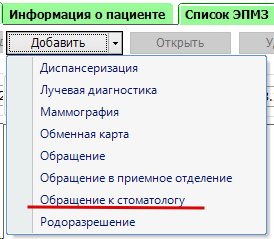 Информация о пациенте Список ЭПМЗ
Добавить Открыть
Диспансеризация
Лучевая диагностика
Маммография
Обменная карта
Обращение
Обращение в приемное отделение
Обращение к стоматологу
Родоразрешение